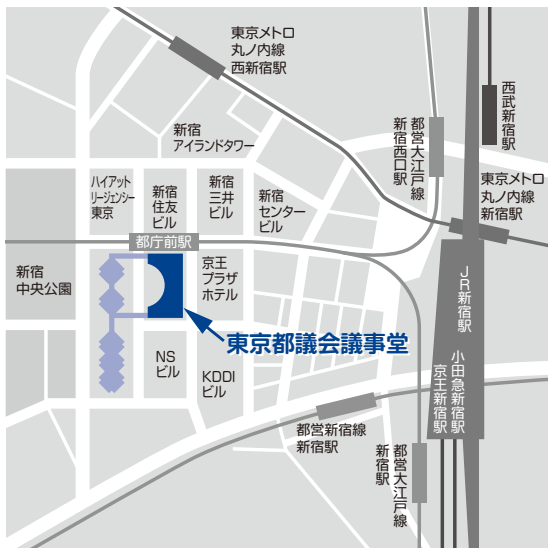 東京メトロ
丸ノ内線
西新宿駅
西武新宿駅
都営大江戸線
新宿西口駅
新宿
アイランドタワー
東京メトロ
丸ノ内線
新宿駅
ハイアット
リージェンシー
東京
新宿
住友
ビル
新宿
三井
ビル
新宿
センター
ビル
都庁前駅
新宿
中央公園
京王
プラザ
ホテル
JR新宿駅
東京都議会議事堂
小田急新宿駅
京王新宿駅
NS
ビル
KDDI
ビル
都営新宿線
新宿駅
都営大江戸線
新宿駅